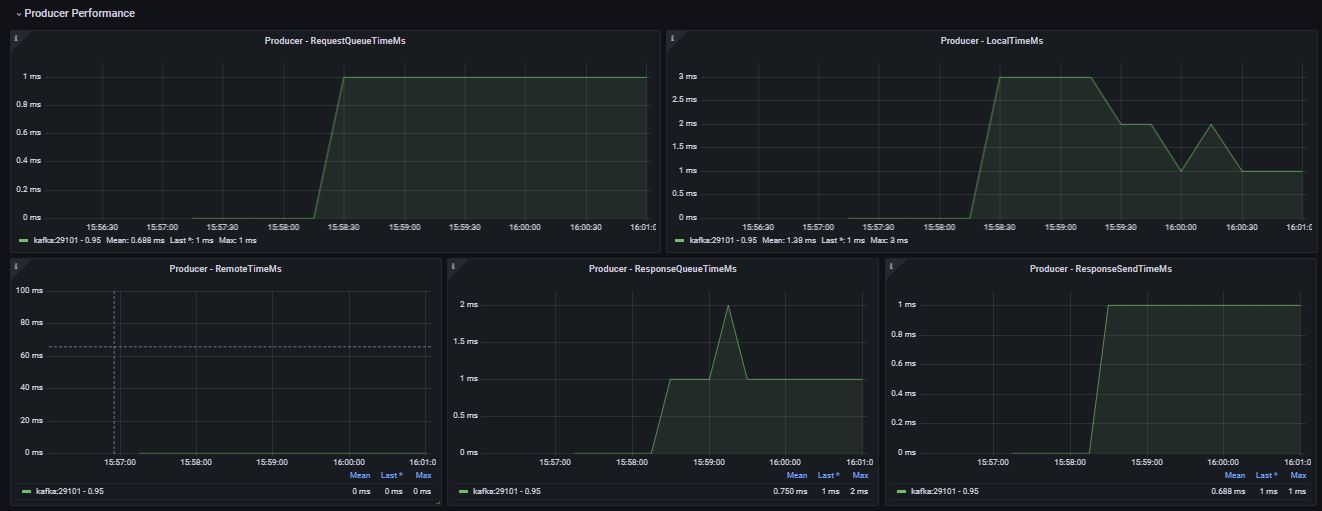 Producer Performance
Producer - RequestQueueTimeMs
1 ms
0.8 ms
0.6 ms
0.4 ms
0.2 ms
0 ms
15:56:30 15:57:00 15:57:30 15:58:00 15:58:30 15:59:00 15:59:30 16:00:00 16:00:30 16:01:0
kafka:29101 - 0.95 Mean: 0.688 ms Last *: 1 ms Max: 1 ms
Producer - LocalTimeMs
3 ms
2.5 ms
2 ms
1.5 ms
1 ms
0.5 ms
0 ms
15:56:30 15:57:00 15:57:30 15:58:00 15:58:30 15:59:00 15:59:30 16:00:00 16:00:30 16:01:
kafka:29101 - 0.95 Mean: 1.38 ms Last *: 1 ms Max: 3 ms
Producer - RemoteTimeMs
100 ms
80 ms
60 ms
40 ms
20 ms
0 ms
15:57:00 15:58:00 15:59:00 16:00:00 16:01:0
Mean Last * Max
kafka:29101 - 0.95 0 ms 0 ms 0 ms
Producer - ResponseQueueTimeMs
2 ms
1.5 ms
1 ms
0.5 ms
0 ms
15:57:00 15:58:00 15:59:00 16:00:00 16:01:0
Mean Last * Max
kafka:29101 - 0.95 0.750 ms 1 ms 2 ms
Producer - ResponseSendTimeMs
1 ms
0.8 ms
0.6 ms
0.4 ms
0.2 ms
0 ms
15:57:00 15:58:00 15:59:00 16:00:00 16:01:0
Mean Last * Max
kafka:29101 - 0.95 0.688 ms 1 ms 1 ms